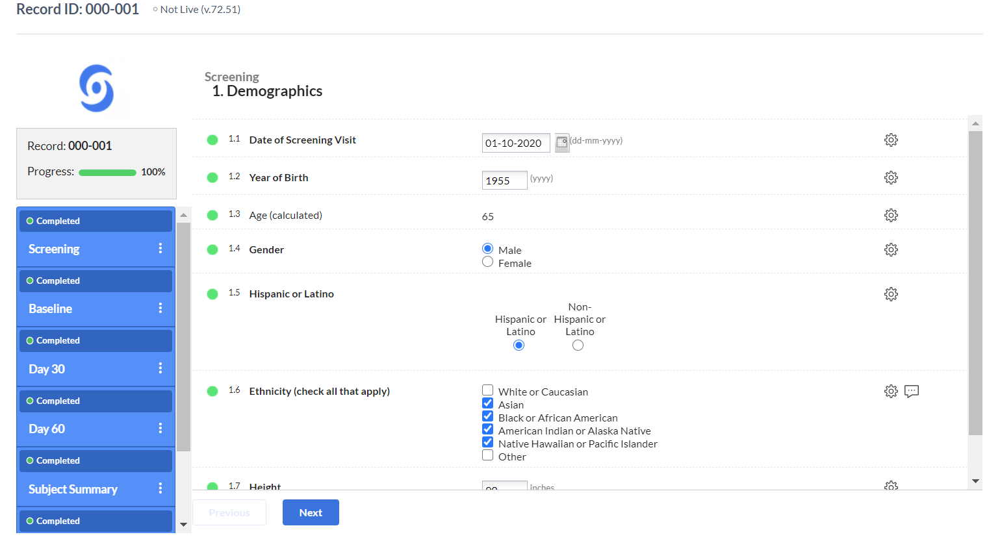 Record ID: 000-001
Not Live (v.72.51)
Screening
1. Demographics
Record: 000-001
Progress: 100%
Completed
Screening
Completed
Baseline
Completed
Day 30
Completed
Day 60
Completed
Subject Summary
Completed
1.1 Date of Screening Visit 01-10-2020 (dd-mm-yyyy)
1.2 Year of Birth 1955 (yyyy)
1.3 Age (calculated) 65
1.4 Gender
Male
Female
1.5 Hispanic or Latino
Hispanic or
Latino
Non-
Hispanic or
Latino
1.6 Ethnicity (check all that apply)
White or Caucasian
Asian
Black or African American
American Indian or Alaska Native
Native Hawaiian or Pacific Islander
Other
1.7 Height inches
Previous
Next